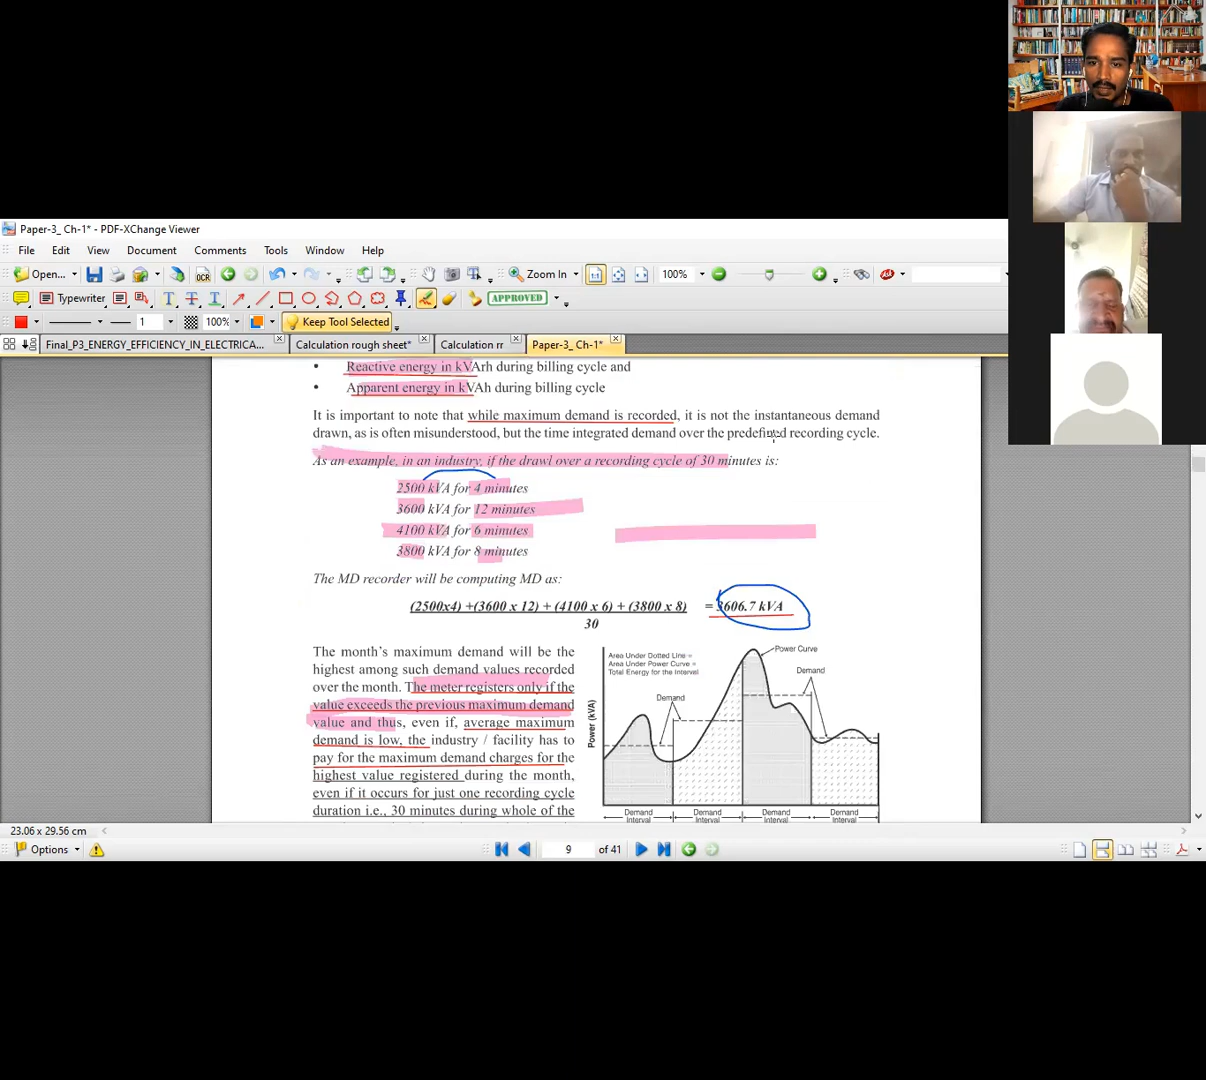 Paper-3_ Ch-1* - PDF-XChange Viewer
File Edit View Document Comments Tools Window Help
Open... OCR Zoom In 100%
Typewriter T T T APPROVED
1 100% Keep Tool Selected
Final_P3_ENERGY_EFFICIENCY_IN_ELECTRICA... Calculation rough sheet* Calculation rr Paper-3_ Ch-1*
• Reactive energy in kVArh during billing cycle and
• Apparent energy in kVAh during billing cycle
It is important to note that while maximum demand is recorded, it is not the instantaneous demand
drawn, as is often misunderstood, but the time integrated demand over the predefined recording cycle.
As an example, in an industry, if the drawl over a recording cycle of 30 minutes is:
2500 kVA for 4 minutes
3600 kVA for 12 minutes
4100 kVA for 6 minutes
3800 kVA for 8 minutes
The MD recorder will be computing MD as:
(2500x4) +(3600 x 12) + (4100 x 6) + (3800 x 8) = 3606.7 kVA
30
The month's maximum demand will be the
highest among such demand values recorded
over the month. The meter registers only if the
value exceeds the previous maximum demand
value and thus, even if, average maximum
demand is low, the industry / facility has to
pay for the maximum demand charges for the
highest value registered during the month,
even if it occurs for just one recording cycle
duration i.e., 30 minutes during whole of the
Power Curve
Area Under Dotted Line =
Area Under Power Curve =
Total Energy for the Interval
Demand
Demand
Power (kVA)
Demand Interval
Demand Interval
Demand Interval
Demand Interval
23.06 x 29.56 cm
Options 9 of 41